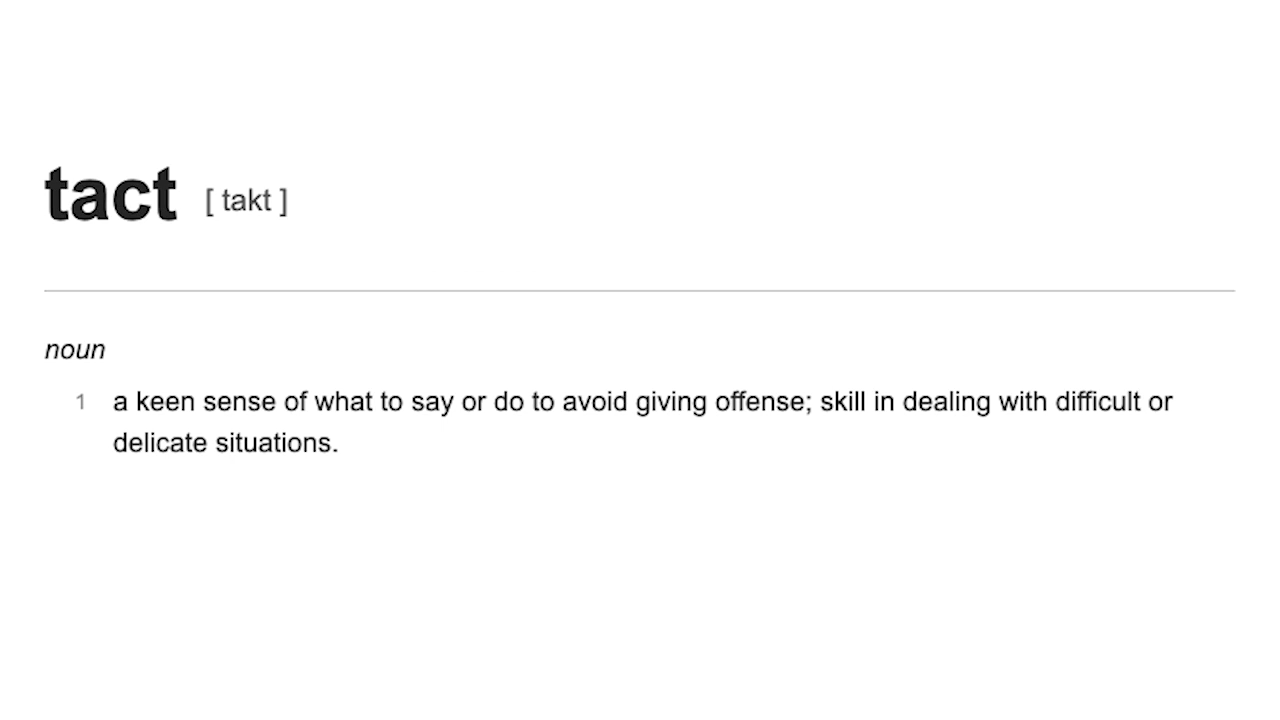 tact [ takt ]
noun
1 a keen sense of what to say or do to avoid giving offense; skill in dealing with difficult or
delicate situations.